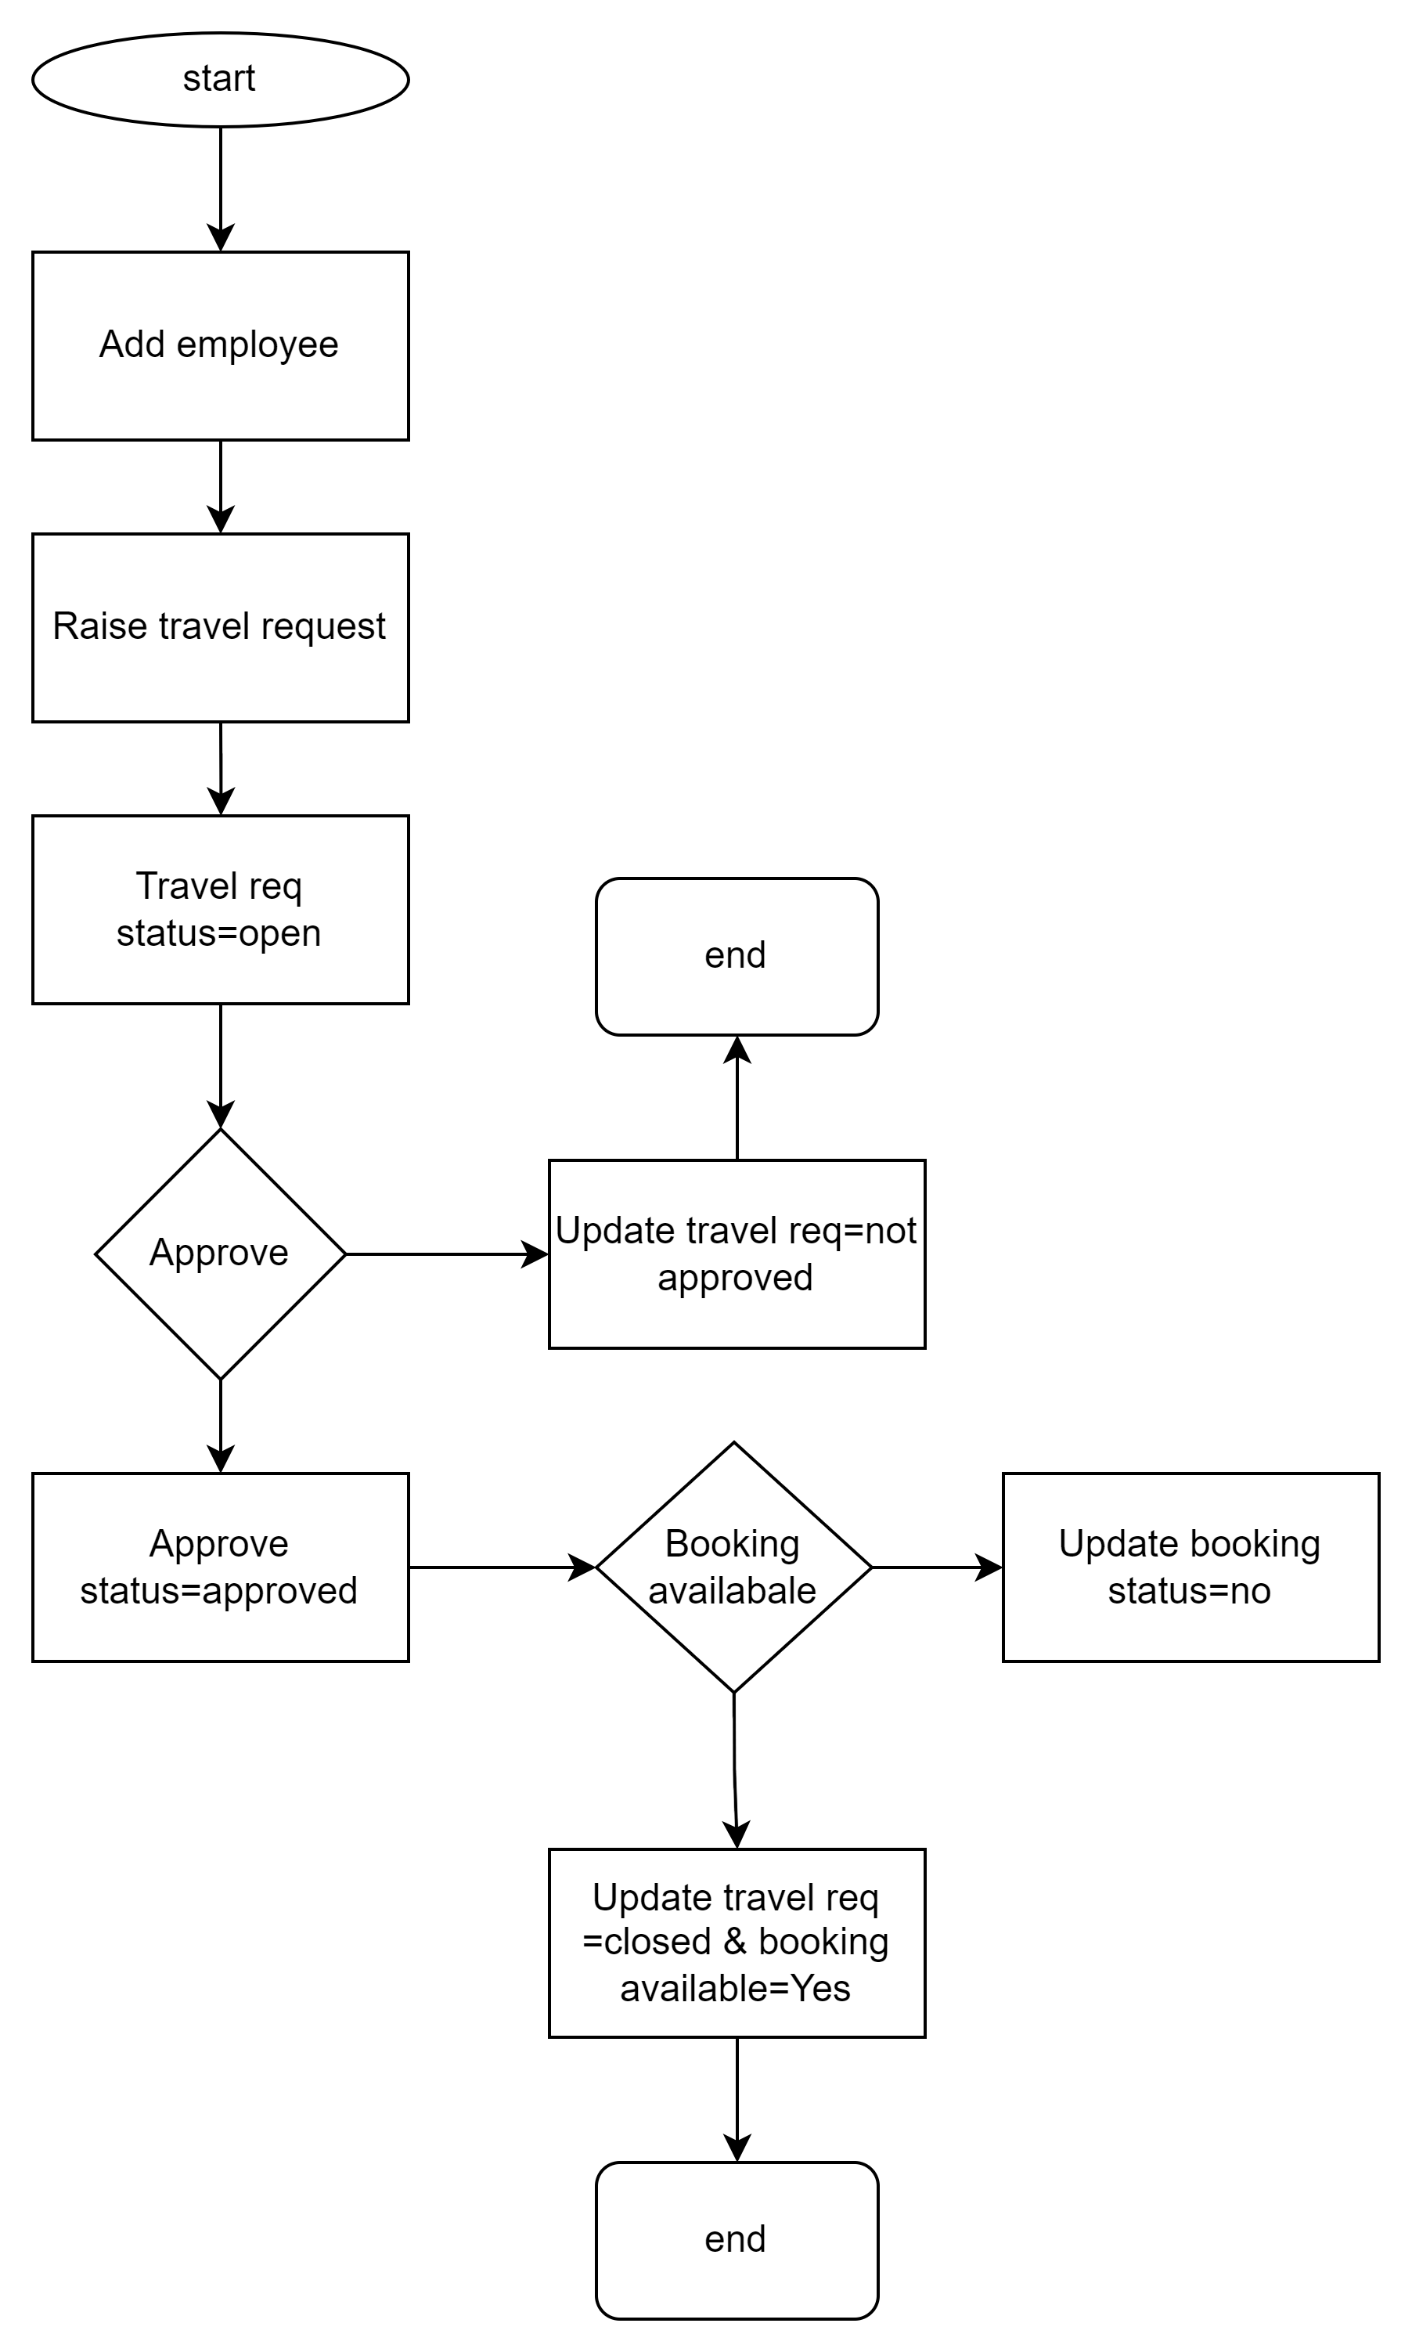 start
Add employee
Raise travel request
Travel req
status=open
end
Approve
Update travel req=not
approved
Approve
status=approved
Booking
availabale
Update booking
status=no
Update travel req
=closed & booking
available=Yes
end